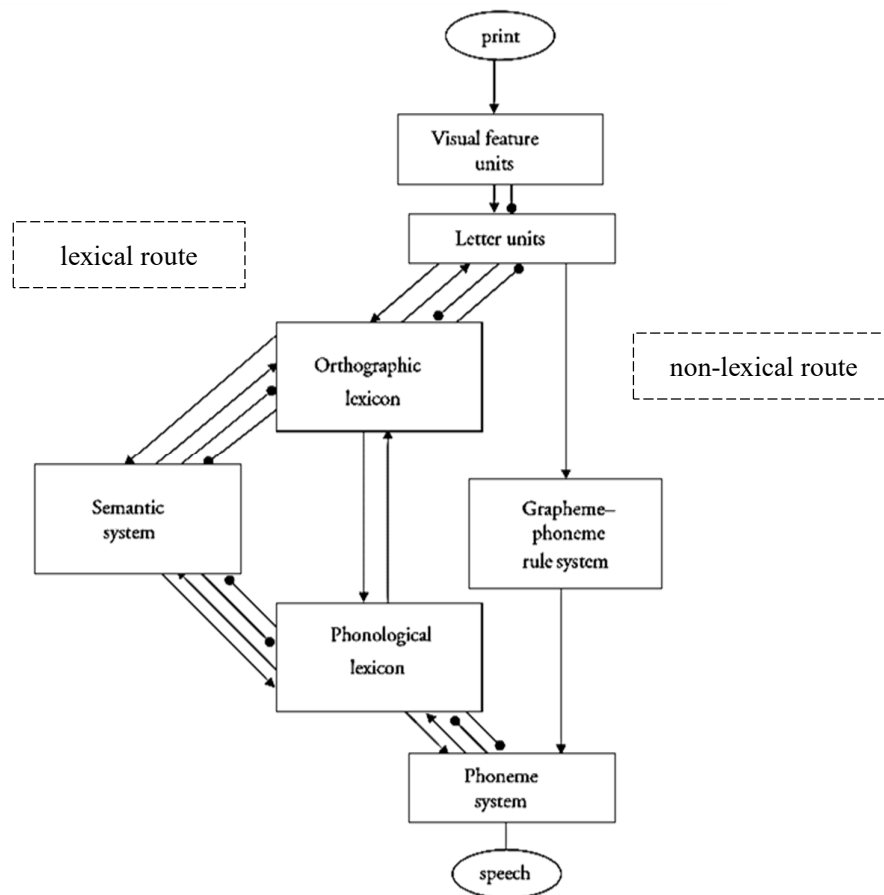 print
Visual feature
units
Letter units
lexical route
Orthographic
lexicon
non-lexical route
Semantic
system
Grapheme–
phoneme
rule system
Phonological
lexicon
Phoneme
system
speech